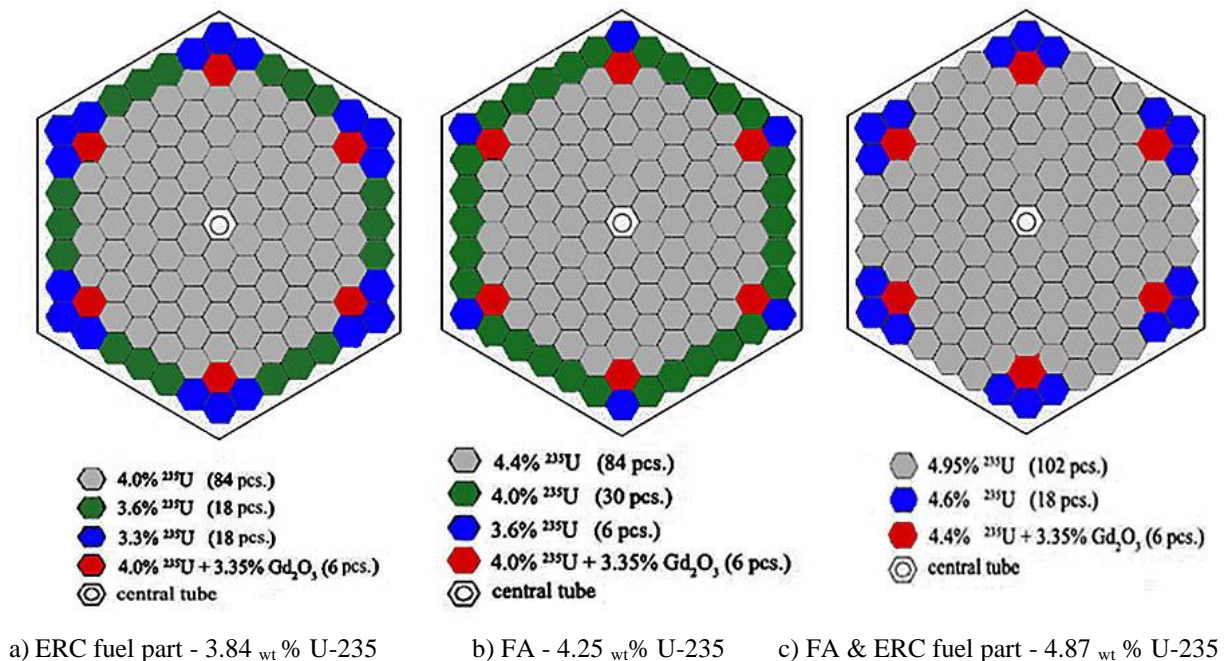 4.0% ²³⁵U (84 pcs.)
3.6% ²³⁵U (18 pcs.)
3.3% ²³⁵U (18 pcs.)
4.0% ²³⁵U + 3.35% Gd₂O₃ (6 pcs.)
central tube
4.4% ²³⁵U (84 pcs.)
4.0% ²³⁵U (30 pcs.)
3.6% ²³⁵U (6 pcs.)
4.0% ²³⁵U + 3.35% Gd₂O₃ (6 pcs.)
central tube
4.95% ²³⁵U (102 pcs.)
4.6% ²³⁵U (18 pcs.)
4.4% ²³⁵U + 3.35% Gd₂O₃ (6 pcs.)
central tube
a) ERC fuel part - 3.84 wt % U-235
b) FA - 4.25 wt% U-235
c) FA & ERC fuel part - 4.87 wt % U-235